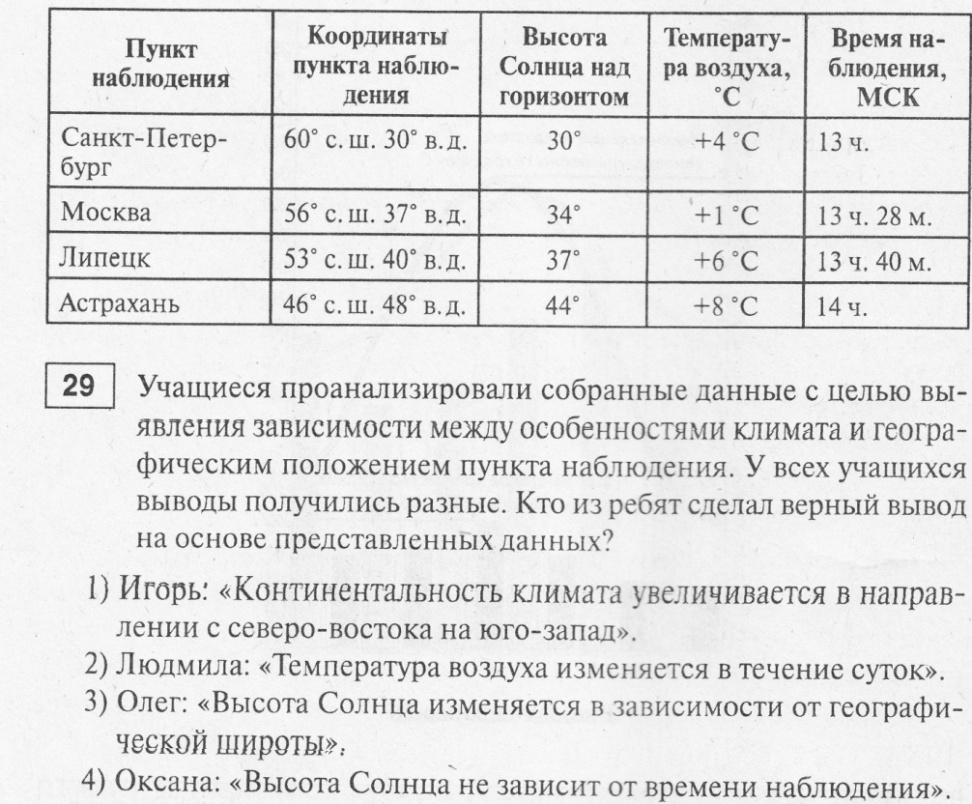 Пункт наблюдения | Координаты пункта наблю-дения | Высота Солнца над горизонтом | Температу-ра воздуха, °С | Время на-блюдения, МСК
Санкт-Петер-бург | 60° с. ш. 30° в.д. | 30° | +4 °С | 13 ч.
Москва | 56° с. ш. 37° в.д. | 34° | +1 °С | 13 ч. 28 м.
Липецк | 53° с. ш. 40° в.д. | 37° | +6 °С | 13 ч. 40 м.
Астрахань | 46° с. ш. 48° в.д. | 44° | +8 °С | 14 ч.
29 Учащиеся проанализировали собранные данные с целью вы-
явления зависимости между особенностями климата и геогра-
фическим положением пункта наблюдения. У всех учащихся
выводы получились разные. Кто из ребят сделал верный вывод
на основе представленных данных?
1) Игорь: «Континентальность климата увеличивается в направ-
лении с северо-востока на юго-запад».
2) Людмила: «Температура воздуха изменяется в течение суток».
3) Олег: «Высота Солнца изменяется в зависимости от географи-
ческой широты».
4) Оксана: «Высота Солнца не зависит от времени наблюдения».